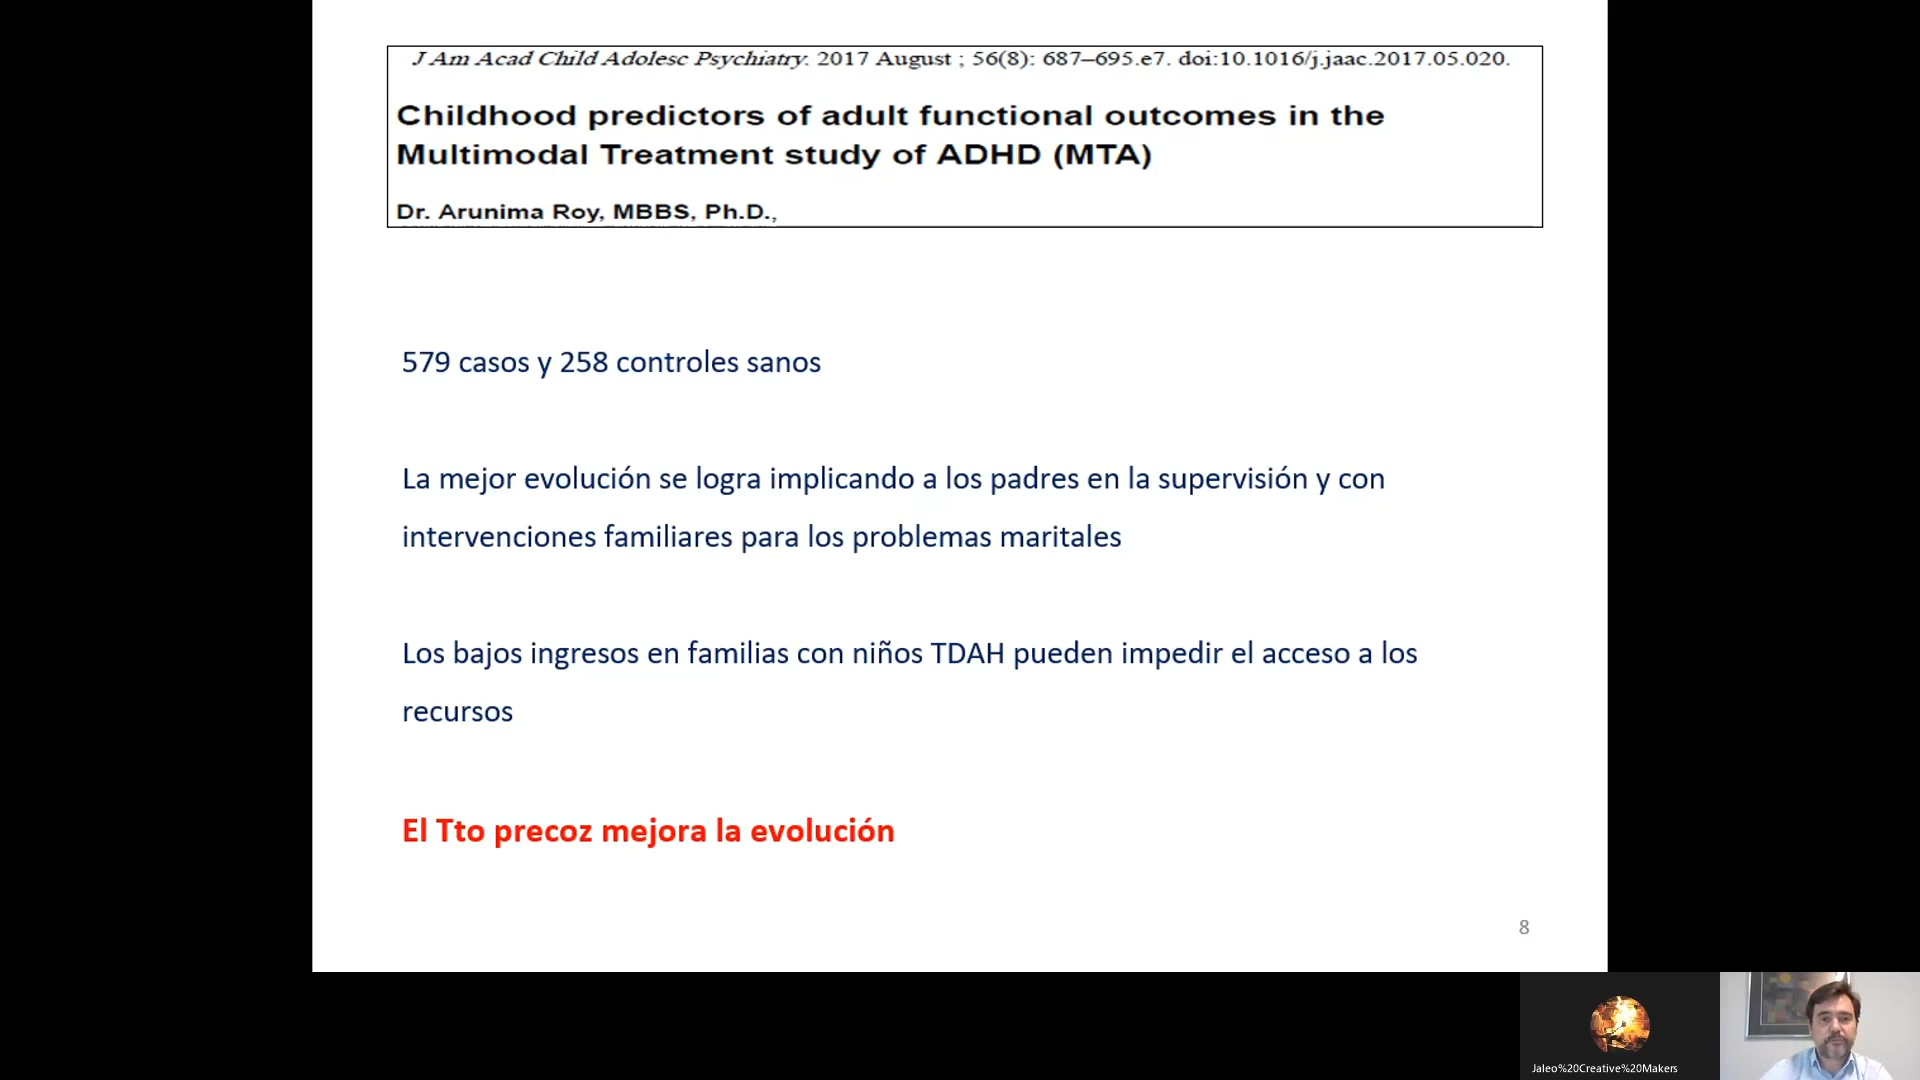 J Am Acad Child Adolesc Psychiatry. 2017 August ; 56(8): 687–695.e7. doi:10.1016/j.jaac.2017.05.020.
Childhood predictors of adult functional outcomes in the
Multimodal Treatment study of ADHD (MTA)
Dr. Arunima Roy, MBBS, Ph.D.,
579 casos y 258 controles sanos
La mejor evolución se logra implicando a los padres en la supervisión y con
intervenciones familiares para los problemas maritales
Los bajos ingresos en familias con niños TDAH pueden impedir el acceso a los
recursos
El Tto precoz mejora la evolución
8
Jaleo%20Creative%20Makers